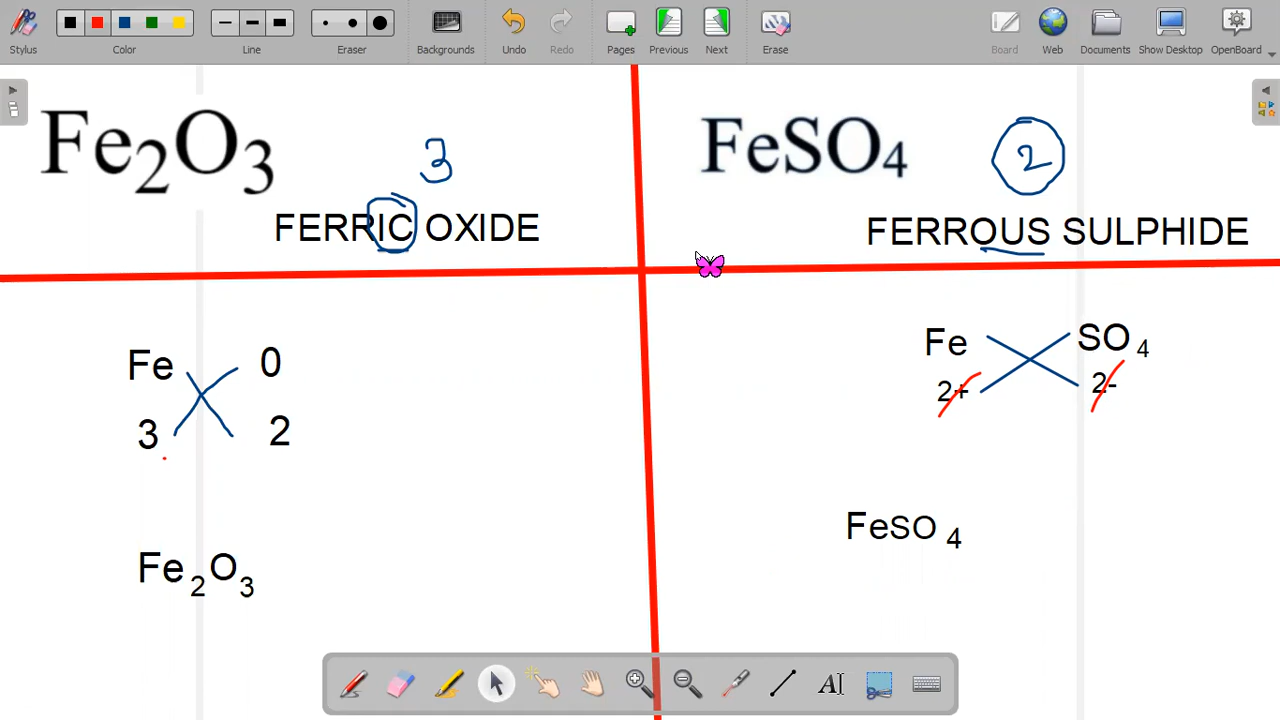 Stylus Color Line Eraser Backgrounds Undo Redo Pages Previous Next Erase Board Web Documents Show Desktop OpenBoard
Fe2O3
3
FERRIC OXIDE
FeSO4
2
FERROUS SULPHIDE
Fe 0
3 2
Fe2O3
Fe SO4
2+ 2-
FeSO4
AI